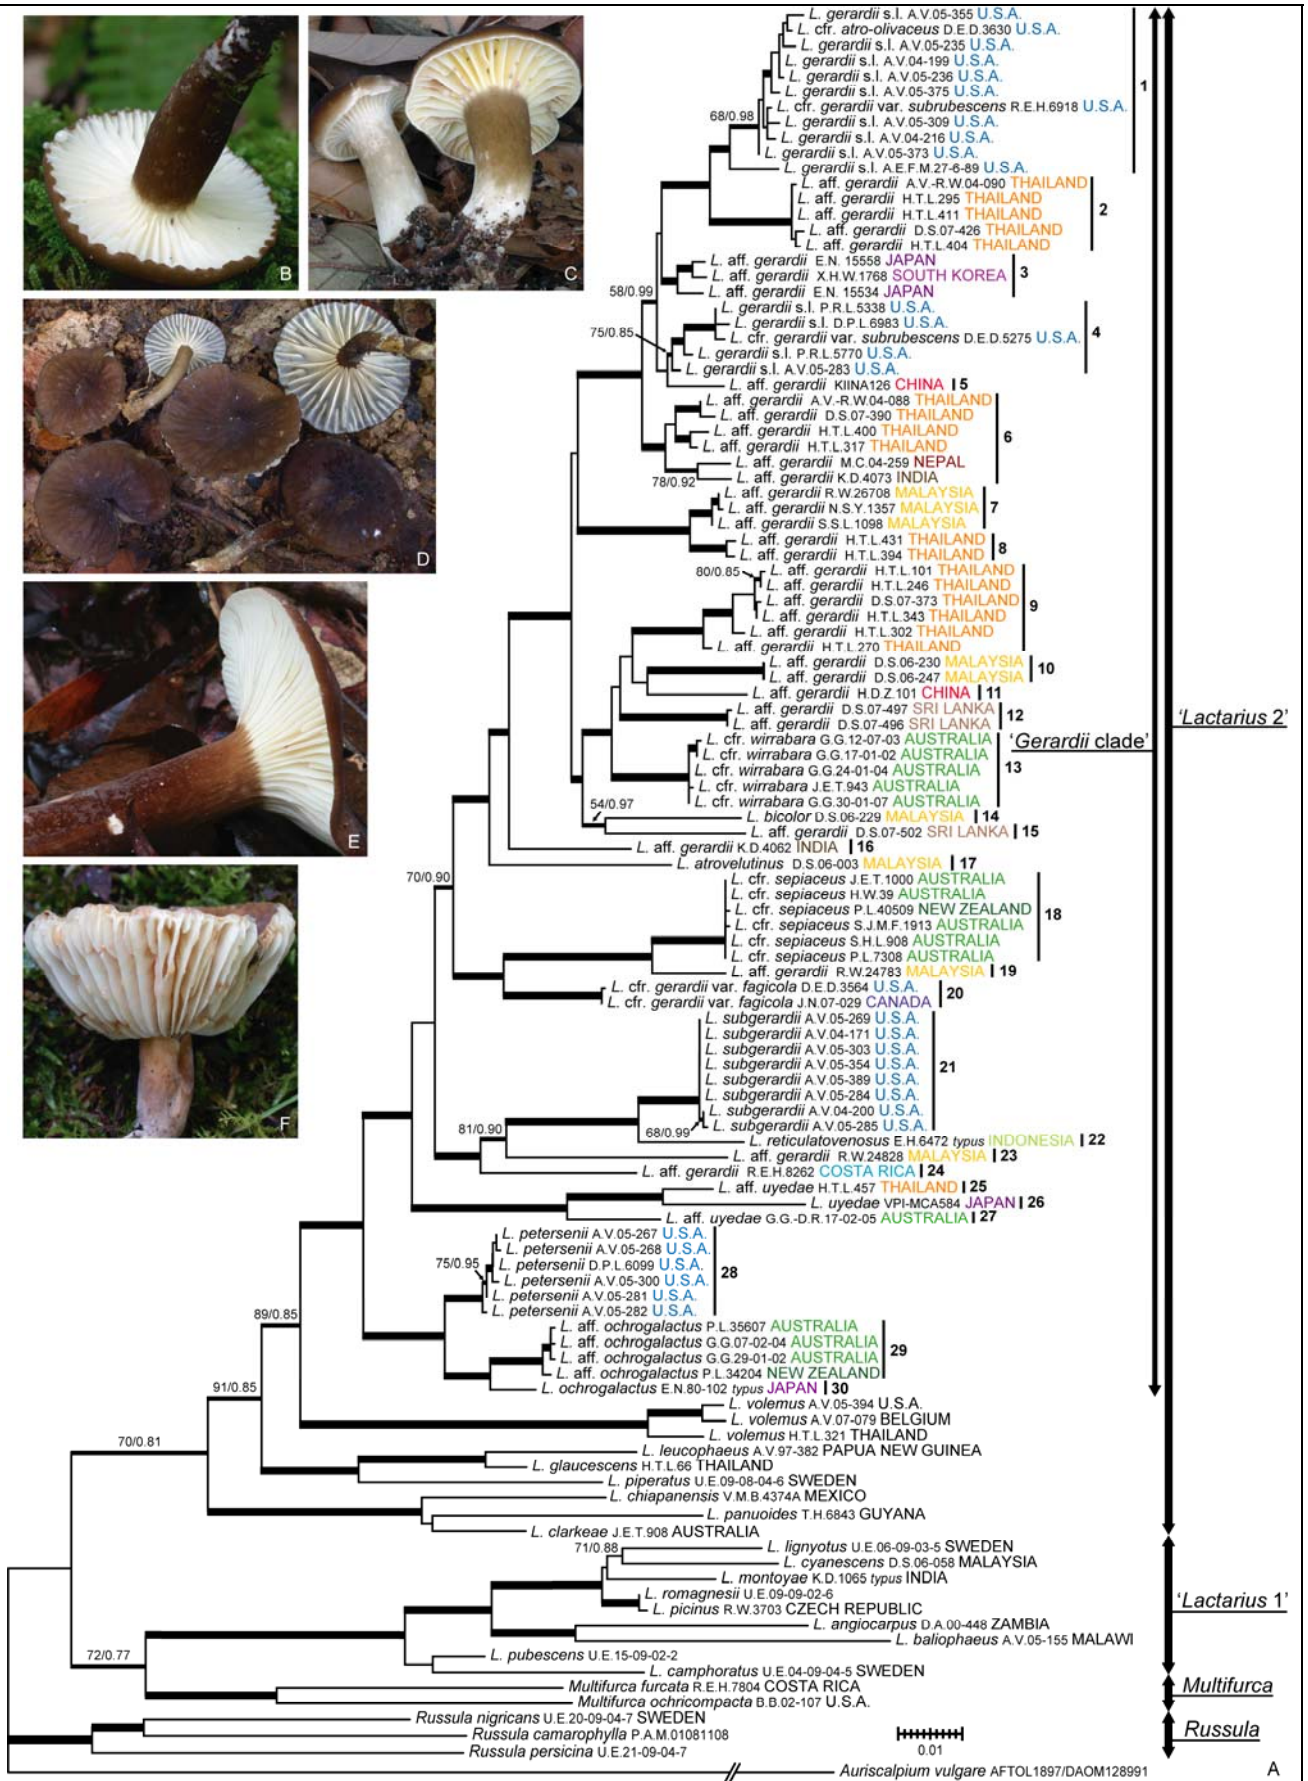 L. gerardii s.l. A.V.05-355 U.S.A.
L. cfr. atro-olivaceus D.E.D.3630 U.S.A.
L. gerardii s.l. A.V.05-235 U.S.A.
L. gerardii s.l. A.V.04-199 U.S.A.
L. gerardii s.l. A.V.05-236 U.S.A.
L. gerardii s.l. A.V.05-375 U.S.A.
1
L. cfr. gerardii var. subrubescens R.E.H.6918 U.S.A.
68/0.98
L. gerardii s.l. A.V.05-309 U.S.A.
L. gerardii s.l. A.V.04-216 U.S.A.
L. gerardii s.l. A.V.05-373 U.S.A.
L. gerardii s.l. A.E.F.M.27-6-89 U.S.A.
L. aff. gerardii A.V.-R.W.04-090 THAILAND
L. aff. gerardii H.T.L.295 THAILAND
L. aff. gerardii H.T.L.411 THAILAND
2
L. aff. gerardii D.S.07-426 THAILAND
L. aff. gerardii H.T.L.404 THAILAND
L. aff. gerardii E.N. 15558 JAPAN
L. aff. gerardii X.H.W.1768 SOUTH KOREA
3
L. aff. gerardii E.N. 15534 JAPAN
58/0.99
L. gerardii s.l. P.R.L.5338 U.S.A.
L. gerardii s.l. D.P.L.6983 U.S.A.
75/0.85
4
L. cfr. gerardii var. subrubescens D.E.D.5275 U.S.A.
L. gerardii s.l. P.R.L.5770 U.S.A.
L. gerardii s.l. A.V.05-283 U.S.A.
L. aff. gerardii KIINA126 CHINA 5
L. aff. gerardii A.V.-R.W.04-088 THAILAND
L. aff. gerardii D.S.07-390 THAILAND
L. aff. gerardii H.T.L.400 THAILAND
6
L. aff. gerardii H.T.L.317 THAILAND
L. aff. gerardii M.C.04-259 NEPAL
L. aff. gerardii K.D.4073 INDIA
78/0.92
L. aff. gerardii R.W.26708 MALAYSIA
L. aff. gerardii N.S.Y.1357 MALAYSIA
7
L. aff. gerardii S.S.L.1098 MALAYSIA
L. aff. gerardii H.T.L.431 THAILAND
8
L. aff. gerardii H.T.L.394 THAILAND
80/0.85
L. aff. gerardii H.T.L.101 THAILAND
L. aff. gerardii H.T.L.246 THAILAND
L. aff. gerardii D.S.07-373 THAILAND
9
L. aff. gerardii H.T.L.343 THAILAND
L. aff. gerardii H.T.L.302 THAILAND
L. aff. gerardii H.T.L.270 THAILAND
L. aff. gerardii D.S.06-230 MALAYSIA
10
L. aff. gerardii D.S.06-247 MALAYSIA
L. aff. gerardii H.D.Z.101 CHINA 11
L. aff. gerardii D.S.07-497 SRI LANKA
12
L. aff. gerardii D.S.07-496 SRI LANKA
'Lactarius 2'
L. cfr. wirrabara G.G.12-07-03 AUSTRALIA
'Gerardii clade'
L. cfr. wirrabara G.G.17-01-02 AUSTRALIA
L. cfr. wirrabara G.G.24-01-04 AUSTRALIA
13
L. cfr. wirrabara J.E.T.943 AUSTRALIA
L. cfr. wirrabara G.G.30-01-07 AUSTRALIA
54/0.97
L. bicolor D.S.06-229 MALAYSIA 14
L. aff. gerardii D.S.07-502 SRI LANKA 15
L. aff. gerardii K.D.4062 INDIA 16
L. atrovelutinus D.S.06-003 MALAYSIA 17
70/0.90
L. cfr. sepiaceus J.E.T.1000 AUSTRALIA
L. cfr. sepiaceus H.W.39 AUSTRALIA
L. cfr. sepiaceus P.L.40509 NEW ZEALAND
18
L. cfr. sepiaceus S.J.M.F.1913 AUSTRALIA
L. cfr. sepiaceus S.H.L.908 AUSTRALIA
L. cfr. sepiaceus P.L.7308 AUSTRALIA
L. aff. gerardii R.W.24783 MALAYSIA 19
L. cfr. gerardii var. fagicola D.E.D.3564 U.S.A.
20
L. cfr. gerardii var. fagicola J.N.07-029 CANADA
L. subgerardii A.V.05-269 U.S.A.
L. subgerardii A.V.04-171 U.S.A.
L. subgerardii A.V.05-303 U.S.A.
L. subgerardii A.V.05-354 U.S.A.
21
L. subgerardii A.V.05-389 U.S.A.
L. subgerardii A.V.05-284 U.S.A.
L. subgerardii A.V.04-200 U.S.A.
L. subgerardii A.V.05-285 U.S.A.
81/0.90
68/0.99
L. reticulatovenosus E.H.6472 typus INDONESIA 22
L. aff. gerardii R.W.24828 MALAYSIA 23
L. aff. gerardii R.E.H.8262 COSTA RICA 24
L. aff. uyedae H.T.L.457 THAILAND 25
L. uyedae VPI-MCA584 JAPAN 26
L. aff. uyedae G.G.-D.R.17-02-05 AUSTRALIA 27
L. petersenii A.V.05-267 U.S.A.
L. petersenii A.V.05-268 U.S.A.
75/0.95
L. petersenii D.P.L.6099 U.S.A.
28
L. petersenii A.V.05-300 U.S.A.
L. petersenii A.V.05-281 U.S.A.
L. petersenii A.V.05-282 U.S.A.
89/0.85
L. aff. ochrogalactus P.L.35607 AUSTRALIA
L. aff. ochrogalactus G.G.07-02-04 AUSTRALIA
29
L. aff. ochrogalactus G.G.29-01-02 AUSTRALIA
L. aff. ochrogalactus P.L.34204 NEW ZEALAND
L. ochrogalactus E.N.80-102 typus JAPAN 30
91/0.85
L. volemus A.V.05-394 U.S.A.
L. volemus A.V.07-079 BELGIUM
L. volemus H.T.L.321 THAILAND
70/0.81
L. leucophaeus A.V.97-382 PAPUA NEW GUINEA
L. glaucescens H.T.L.66 THAILAND
L. piperatus U.E.09-08-04-6 SWEDEN
L. chiapanensis V.M.B.4374A MEXICO
L. panuoides T.H.6843 GUYANA
L. clarkeae J.E.T.908 AUSTRALIA
71/0.88
L. lignyotus U.E.06-09-03-5 SWEDEN
L. cyanescens D.S.06-058 MALAYSIA
L. montoyae K.D.1065 typus INDIA
L. romagnesii U.E.09-09-02-6
'Lactarius 1'
L. picinus R.W.3703 CZECH REPUBLIC
L. angiocarpus D.A.00-448 ZAMBIA
L. baliophaeus A.V.05-155 MALAWI
72/0.77
L. pubescens U.E.15-09-02-2
L. camphoratus U.E.04-09-04-5 SWEDEN
Multifurca furcata R.E.H.7804 COSTA RICA
Multifurca
Multifurca ochricompacta B.B.02-107 U.S.A.
Russula nigricans U.E.20-09-04-7 SWEDEN
Russula camarophylla P.A.M.01081108
Russula
Russula persicina U.E.21-09-04-7
0.01
Auriscalpium vulgare AFTOL1897/DAOM128991
A
B
C
D
E
F